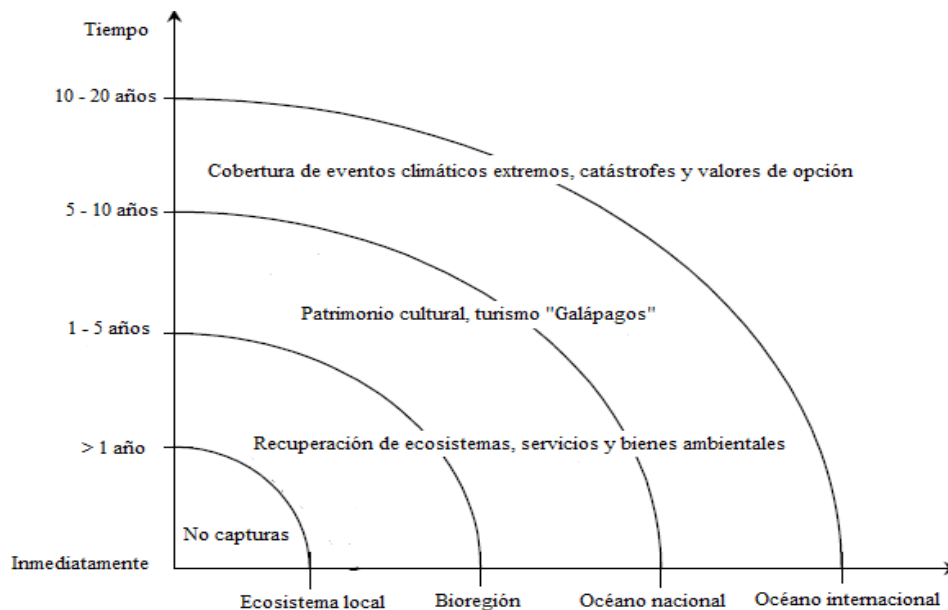 Tiempo
10 - 20 años
Cobertura de eventos climáticos extremos, catástrofes y valores de opción
5 - 10 años
Patrimonio cultural, turismo "Galápagos"
1 - 5 años
> 1 año
Recuperación de ecosistemas, servicios y bienes ambientales
No capturas
Inmediatamente
Ecosistema local
Bioregión
Océano nacional
Océano internacional